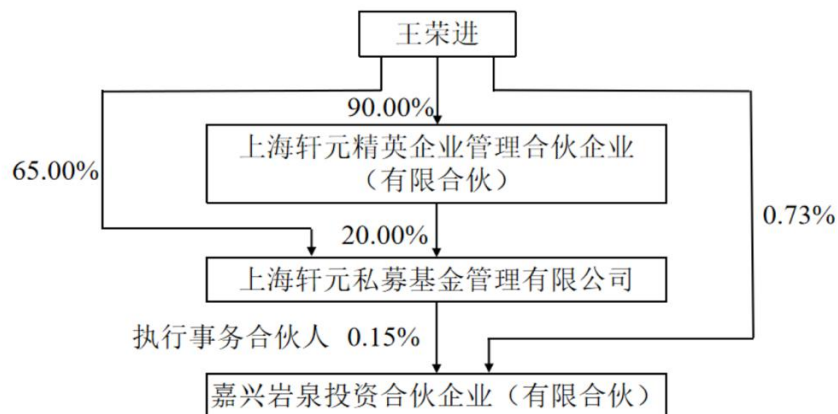 王荣进
90.00%
上海轩元精英企业管理合伙企业
（有限合伙）
65.00%
0.73%
20.00%
上海轩元私募基金管理有限公司
执行事务合伙人 0.15%
嘉兴岩泉投资合伙企业（有限合伙）